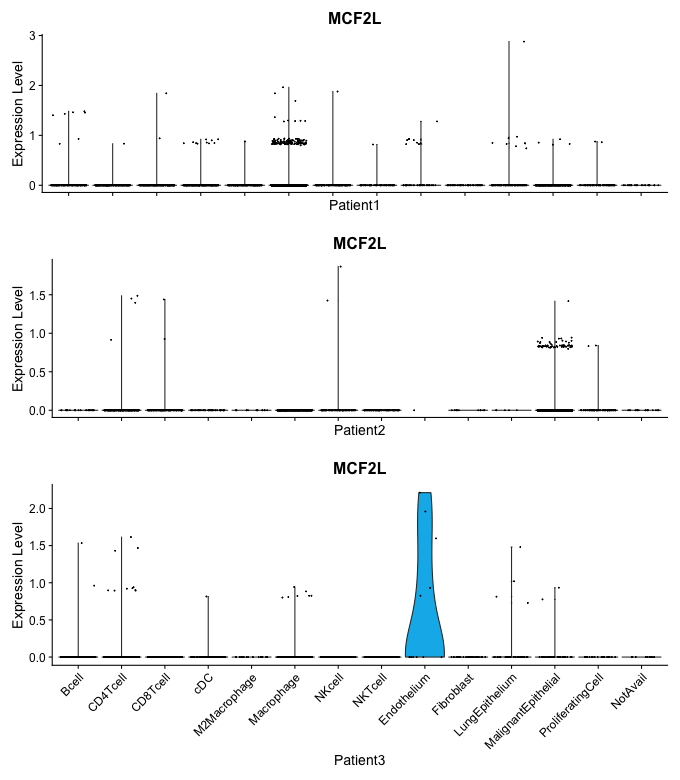 MCF2L
Expression Level
3
2
1
0
Patient1
MCF2L
Expression Level
1.5
1.0
0.5
0.0
Patient2
MCF2L
Expression Level
2.0
1.5
1.0
0.5
0.0
Bcell
CD4Tcell
CD8Tcell
cDC
M2Macrophage
Macrophage
NKcell
NKTcell
Endothelium
Fibroblast
LungEpithelium
MalignantEpithelial
ProliferatingCell
NotAvail
Patient3